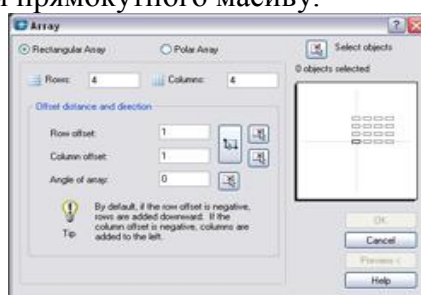 прямокутного масиву.
Array
Rectangular Array
Polar Array
Select objects
0 objects selected
Rows: 4
Columns: 4
Offset distance and direction
Row offset: 1
Column offset: 1
Angle of array: 0
Tip
By default, if the row offset is negative,
rows are added downward. If the
column offset is negative, columns are
added to the left.
OK
Cancel
Preview <
Help